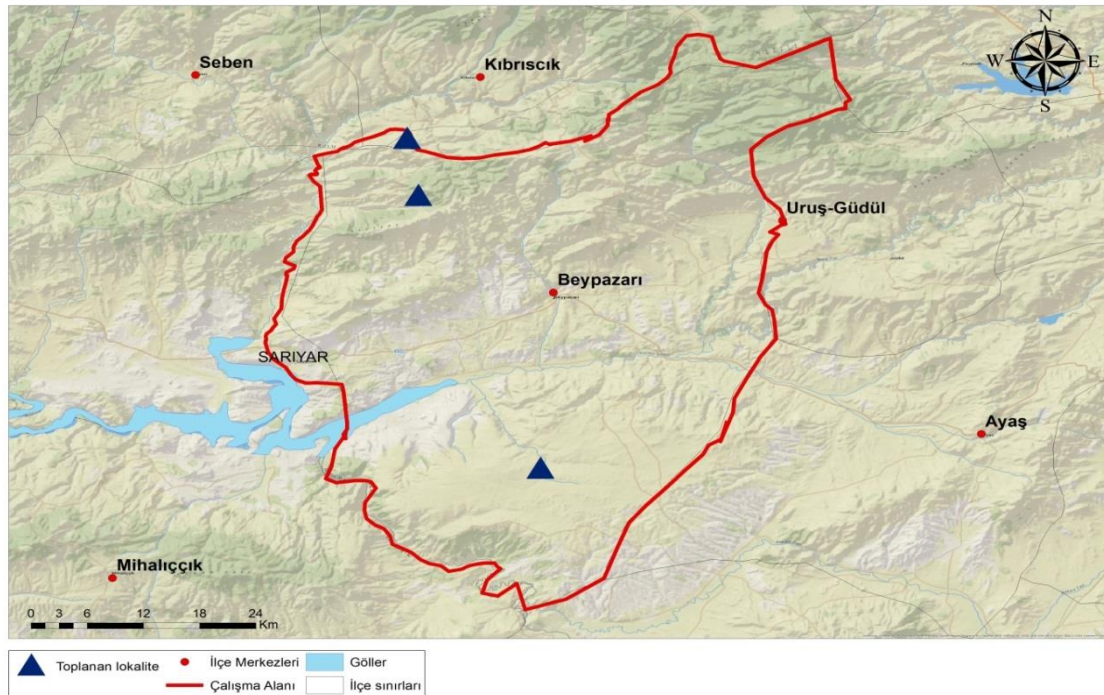 N
W E
S
Seben
Kıbrıscık
Uruş-Güdül
Beypazarı
SARIYAR
Ayaş
Mihalıççık
0 3 6 12 18 24
Km
Toplanan lokalite
İlçe Merkezleri
Göller
Çalışma Alanı
İlçe sınırları